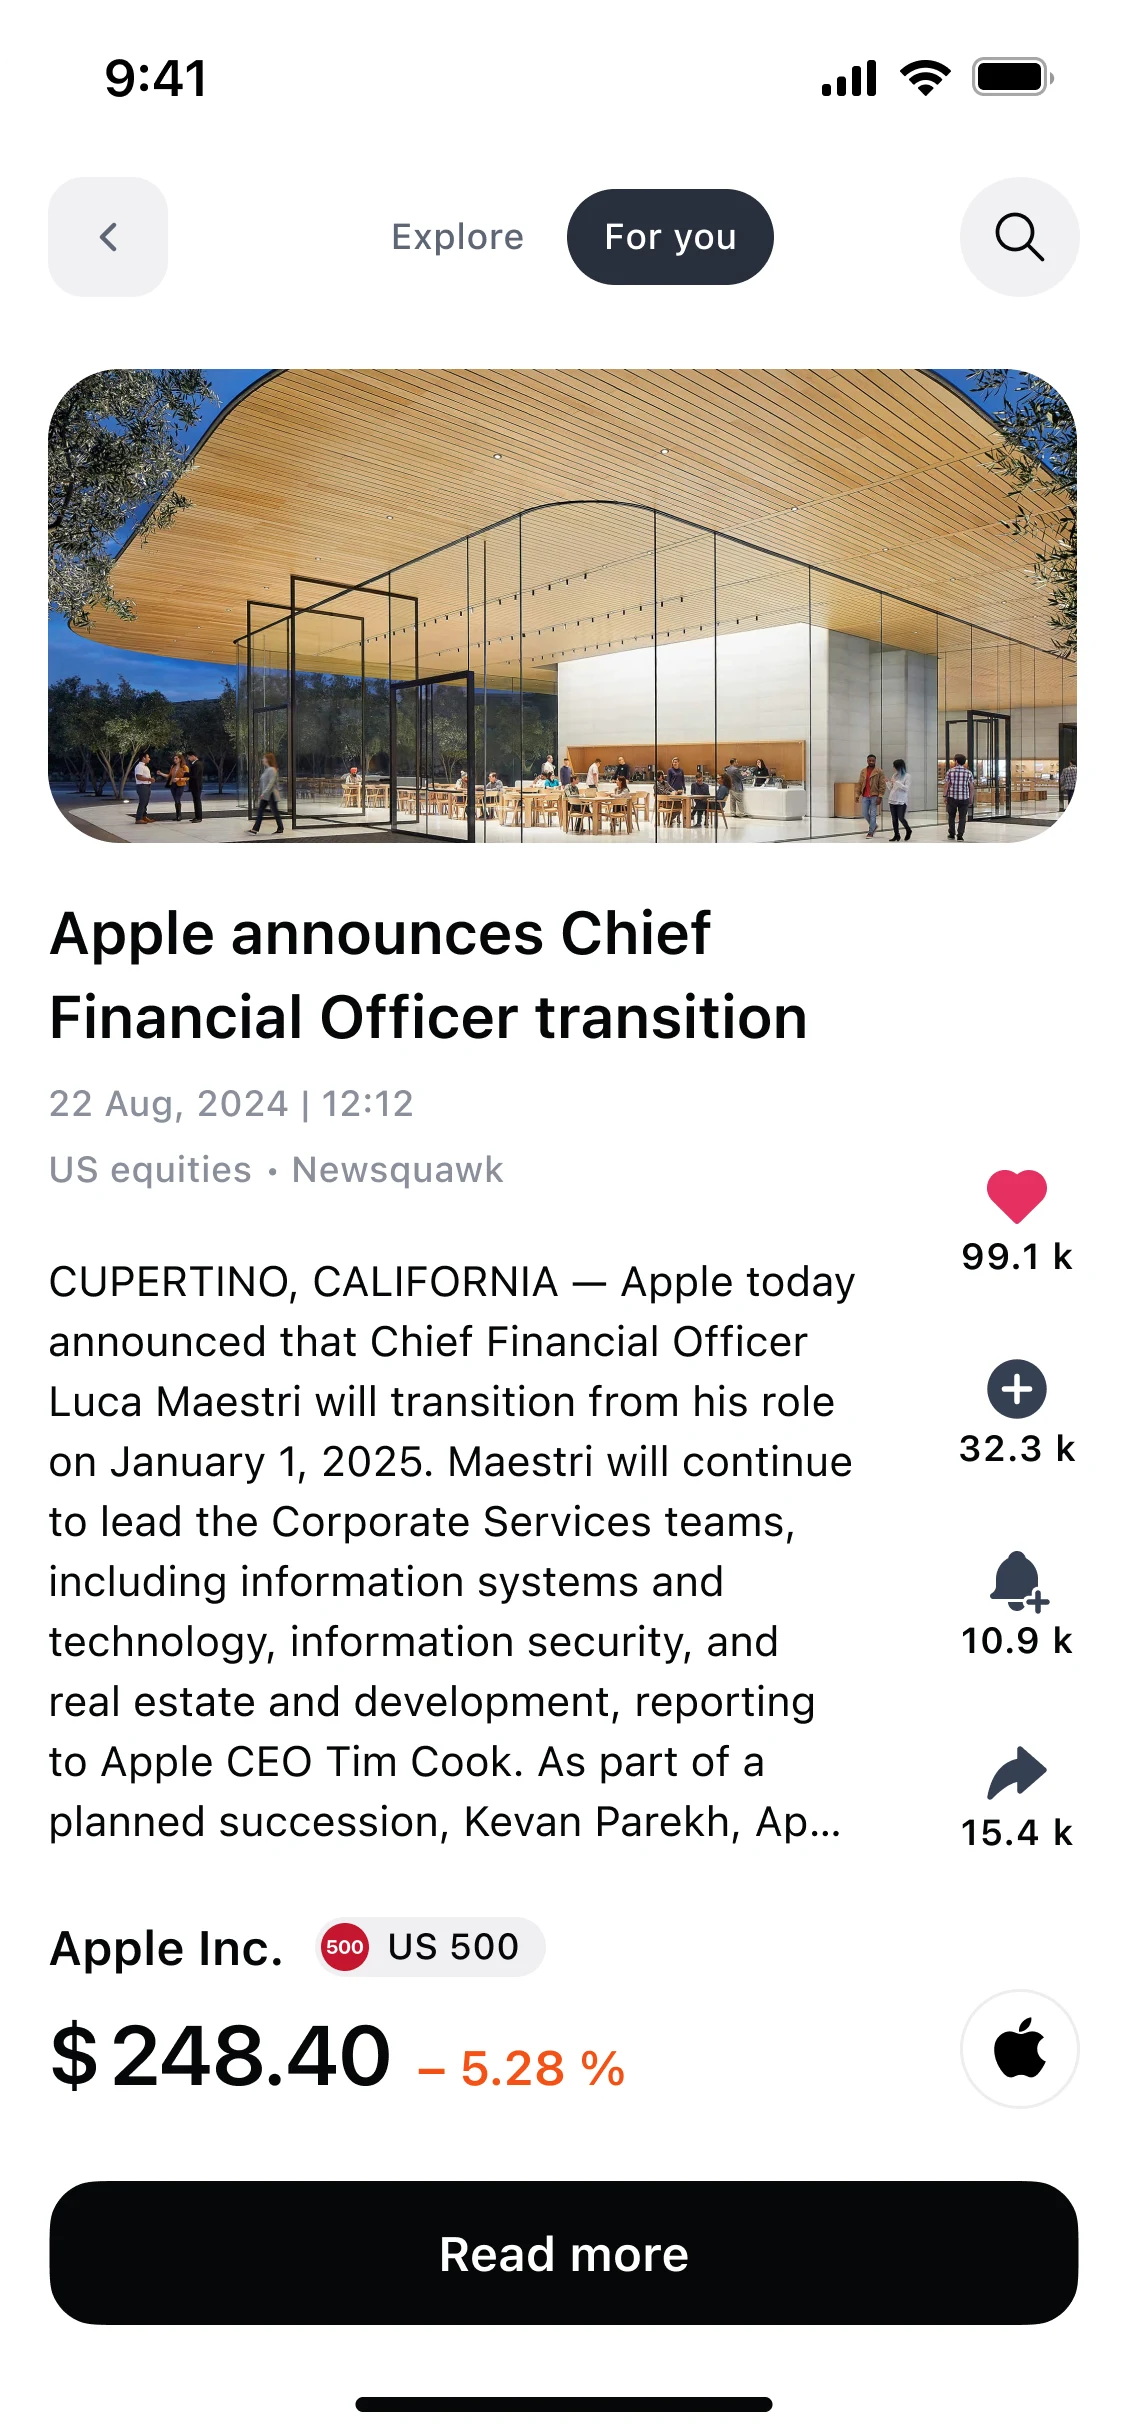 9:41
Explore
For you
Apple announces Chief
Financial Officer transition
22 Aug, 2024 | 12:12
US equities • Newsquawk
99.1 k
CUPERTINO, CALIFORNIA — Apple today
announced that Chief Financial Officer
Luca Maestri will transition from his role
on January 1, 2025. Maestri will continue
to lead the Corporate Services teams,
including information systems and
technology, information security, and
real estate and development, reporting
to Apple CEO Tim Cook. As part of a
planned succession, Kevan Parekh, Ap...
32.3 k
10.9 k
15.4 k
Apple Inc.
500 US 500
$248.40 – 5.28 %
Read more